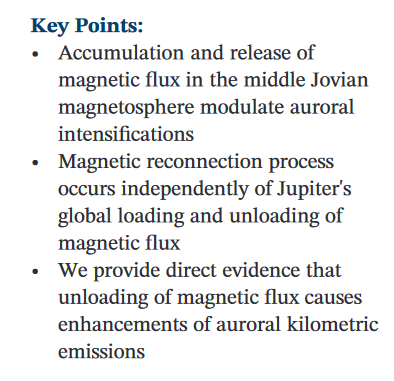 Key Points:
• Accumulation and release of
magnetic flux in the middle Jovian
magnetosphere modulate auroral
intensifications
• Magnetic reconnection process
occurs independently of Jupiter's
global loading and unloading of
magnetic flux
• We provide direct evidence that
unloading of magnetic flux causes
enhancements of auroral kilometric
emissions